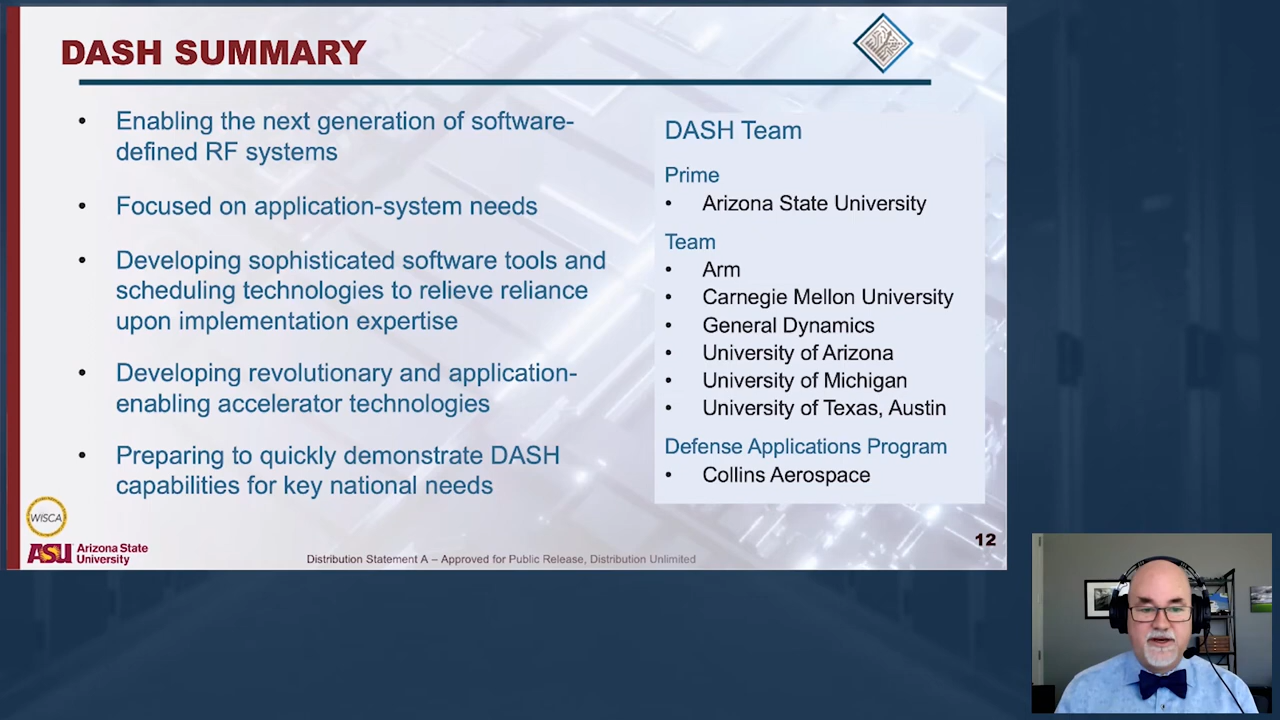 DASH SUMMARY
• Enabling the next generation of software-
defined RF systems
• Focused on application-system needs
• Developing sophisticated software tools and
scheduling technologies to relieve reliance
upon implementation expertise
• Developing revolutionary and application-
enabling accelerator technologies
• Preparing to quickly demonstrate DASH
capabilities for key national needs
DASH Team
Prime
• Arizona State University
Team
• Arm
• Carnegie Mellon University
• General Dynamics
• University of Arizona
• University of Michigan
• University of Texas, Austin
Defense Applications Program
• Collins Aerospace
WISCA
ASU Arizona State
University
Distribution Statement A – Approved for Public Release, Distribution Unlimited
12